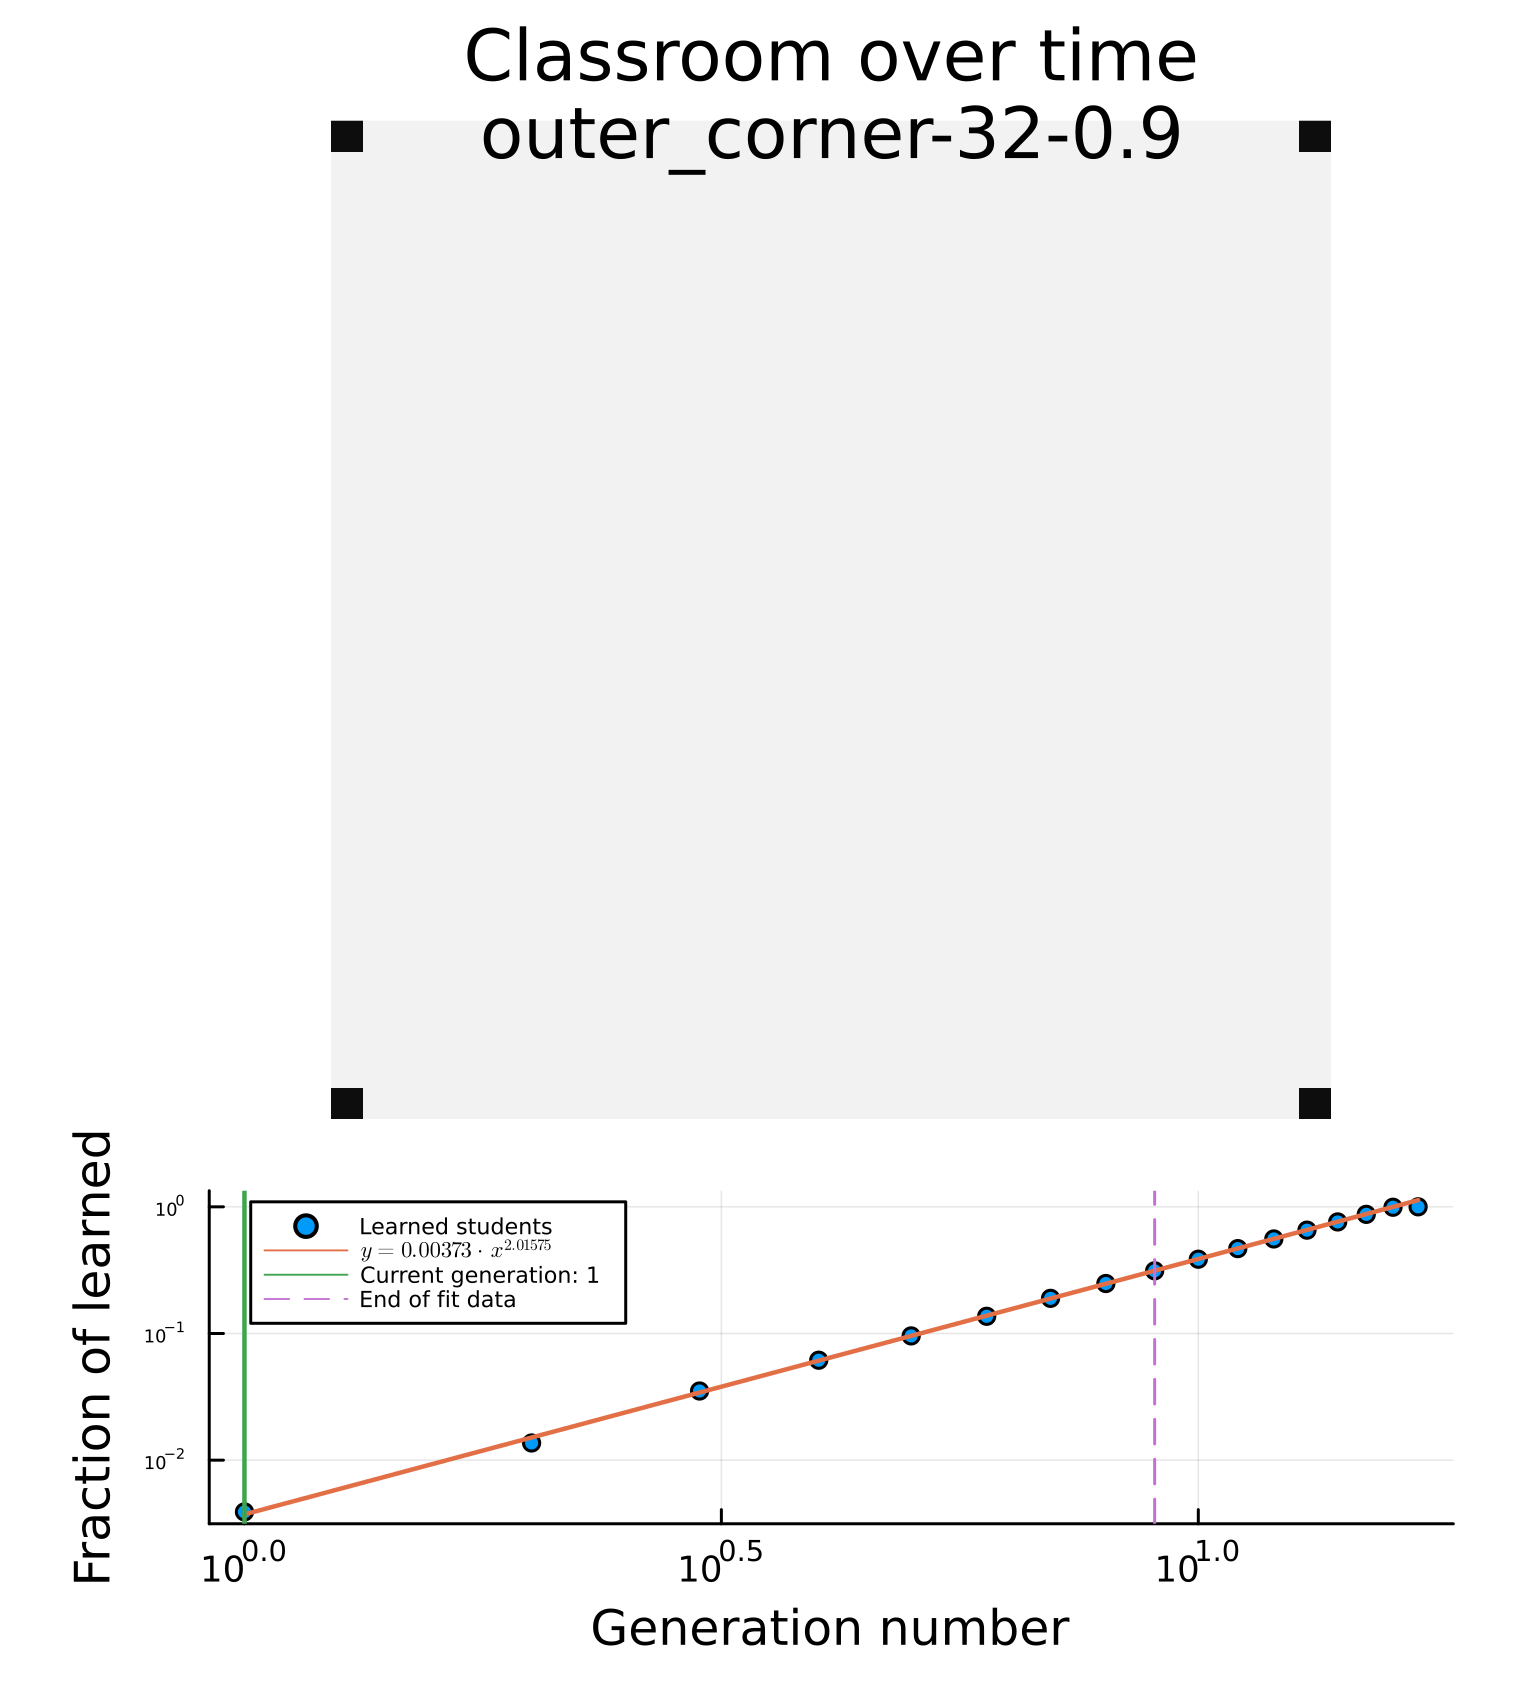 Classroom over time
outer_corner-32-0.9
Fraction of learned
10^0
10^−1
10^−2
Learned students
y = 0.00373 · x^2.01575
Current generation: 1
End of fit data
10^0.0
10^0.5
10^1.0
Generation number